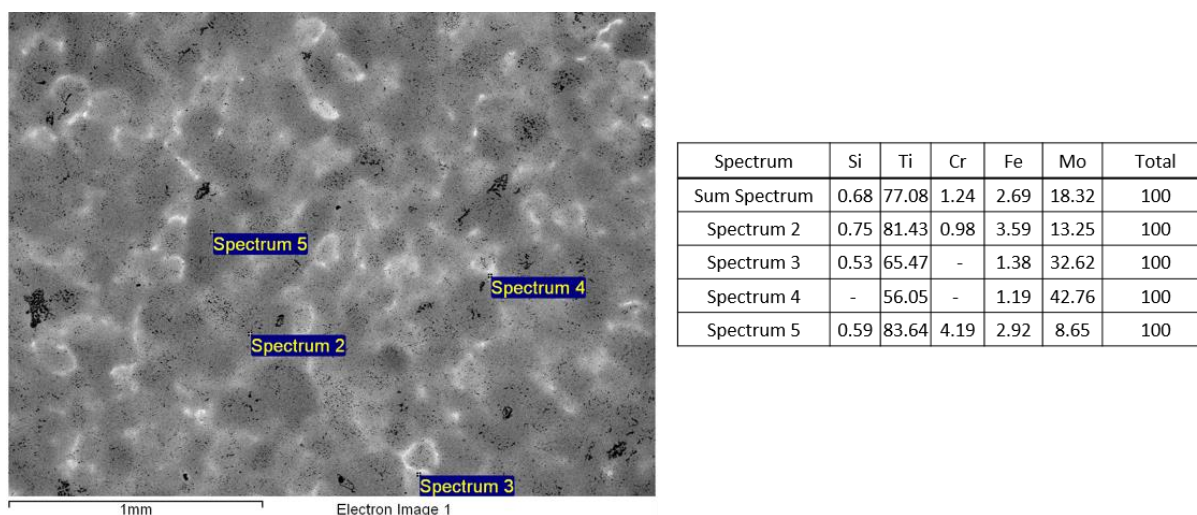 Spectrum 5
Spectrum 4
Spectrum 2
Spectrum 3
1mm Electron Image 1
Spectrum Si Ti Cr Fe Mo Total
Sum Spectrum 0.68 77.08 1.24 2.69 18.32 100
Spectrum 2 0.75 81.43 0.98 3.59 13.25 100
Spectrum 3 0.53 65.47 - 1.38 32.62 100
Spectrum 4 - 56.05 - 1.19 42.76 100
Spectrum 5 0.59 83.64 4.19 2.92 8.65 100